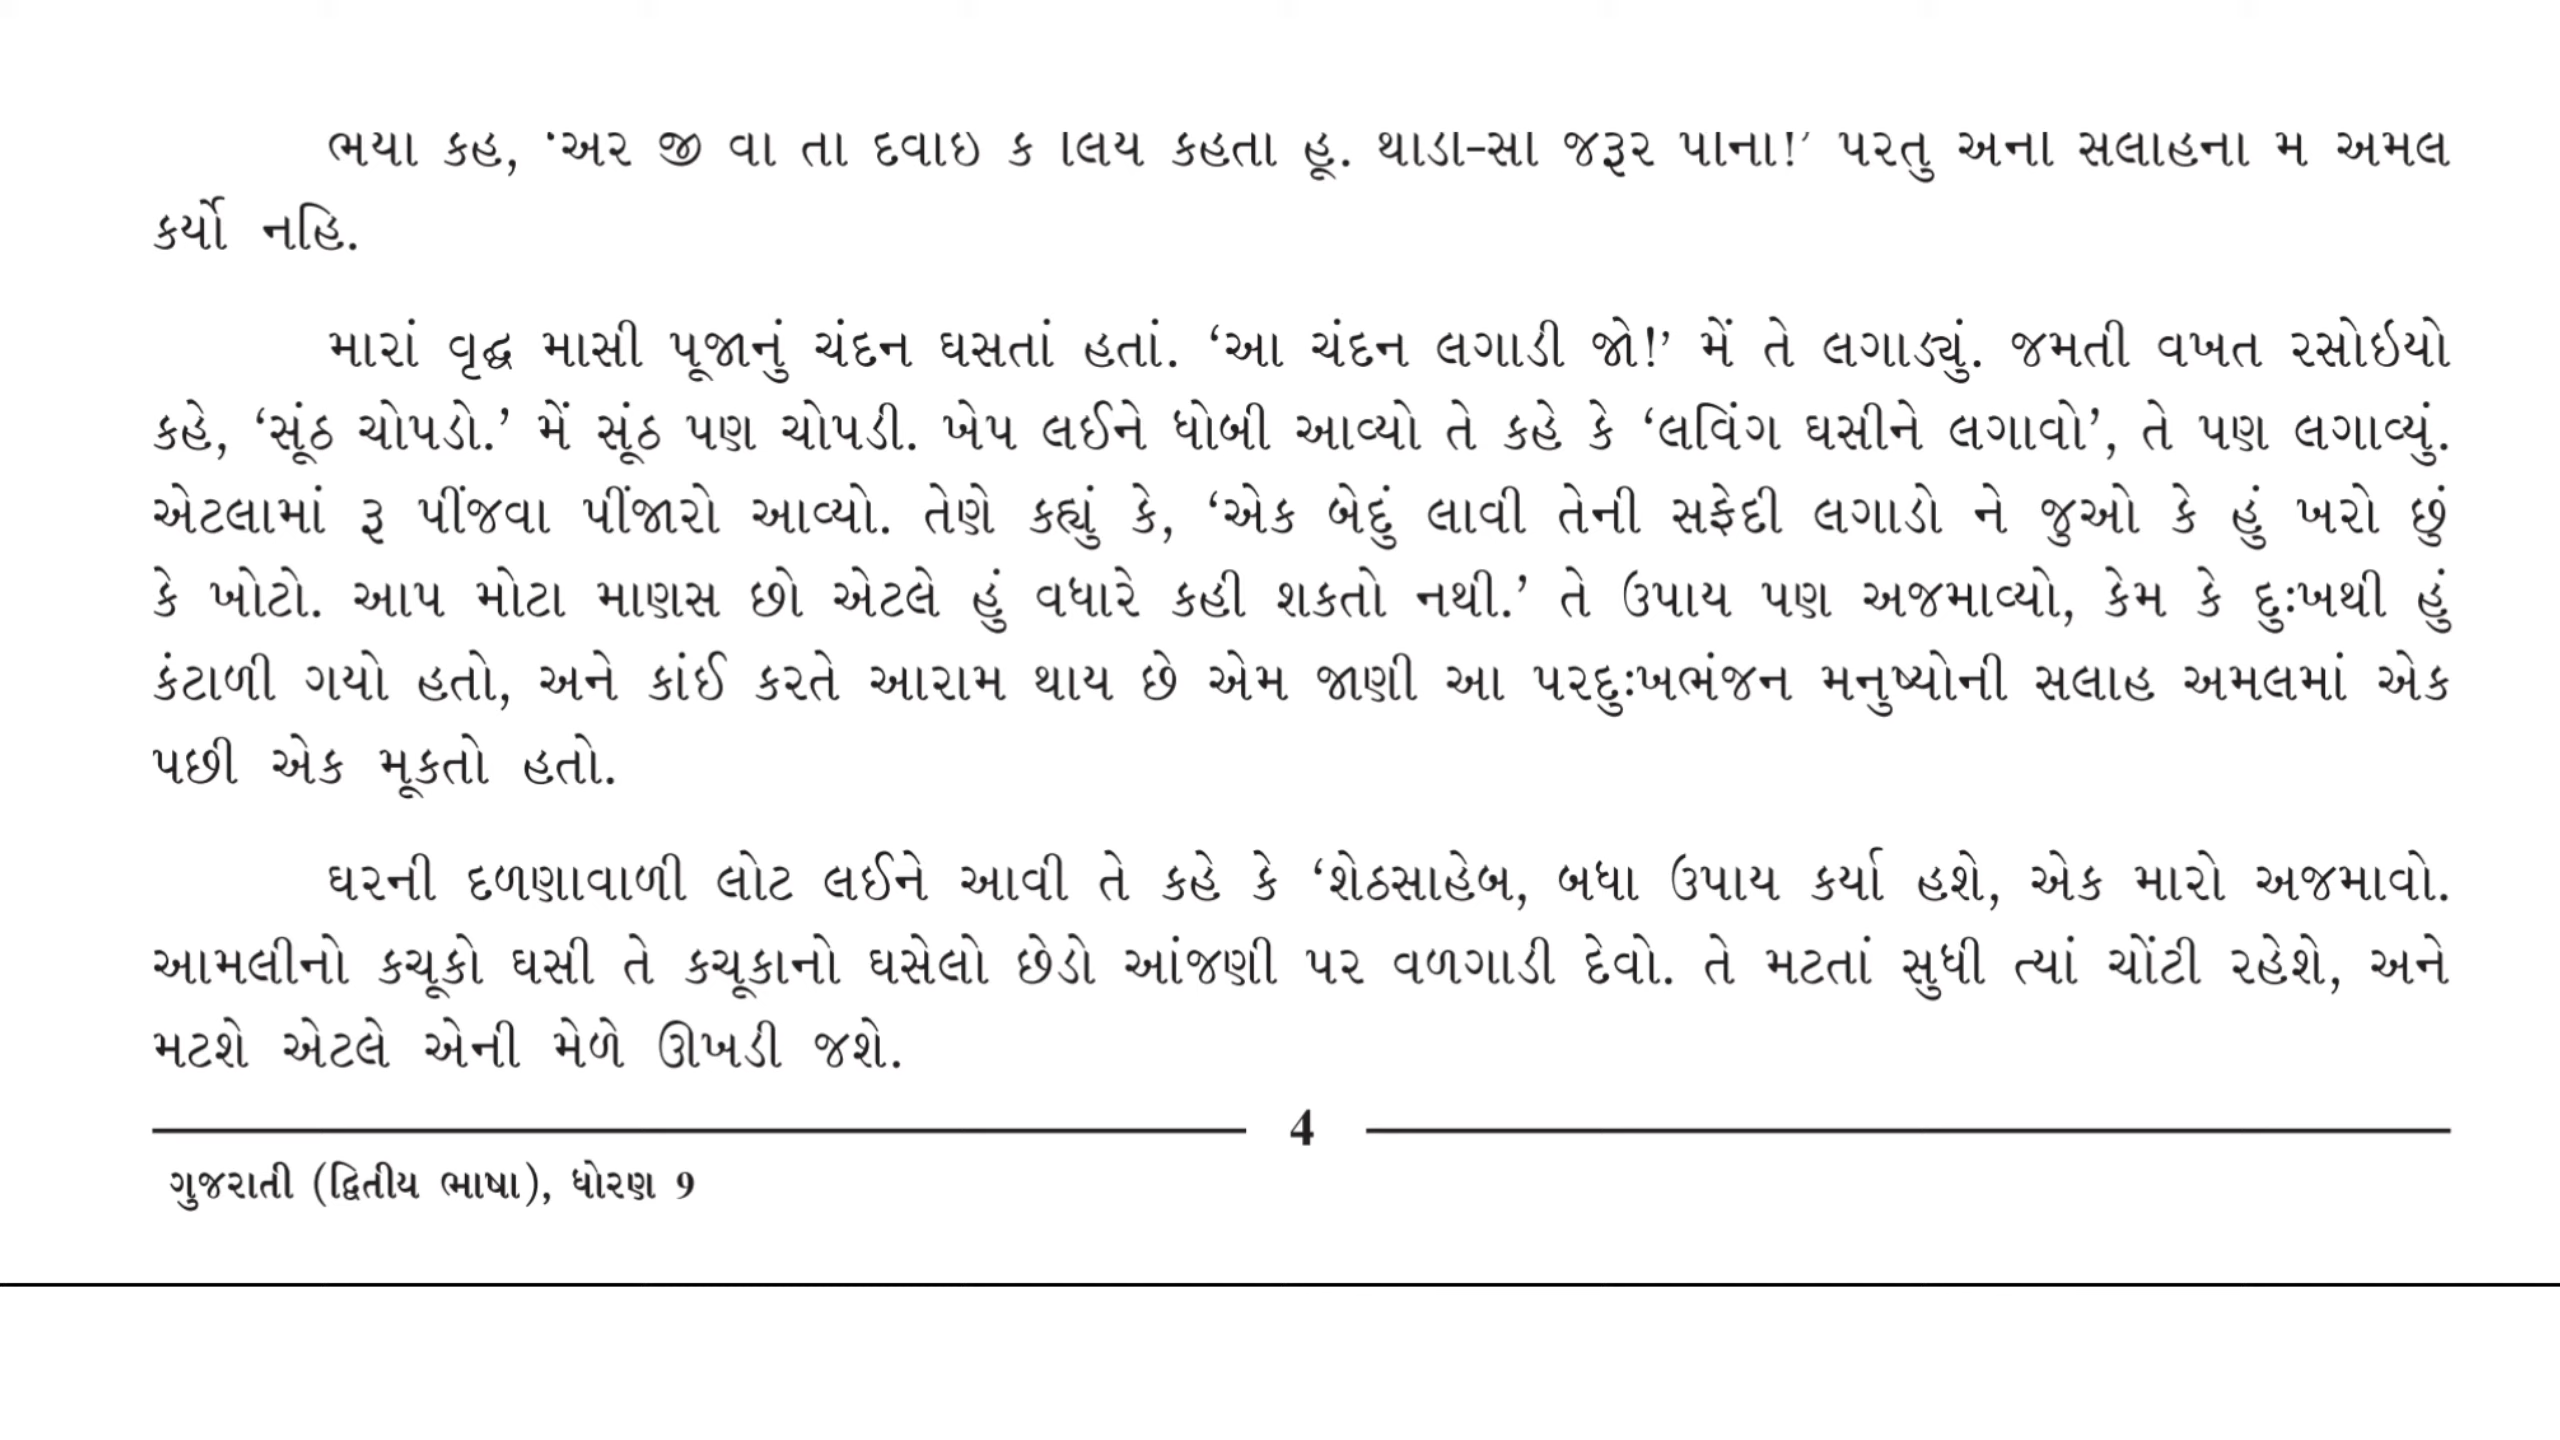 ભૈયો કહે, ‘અરે જી વો તો દવાઈ કે લિયે કહેતા હૂં. થોડી-સી જરૂર પીના!’ પરંતુ એની સલાહનો મેં અમલ
કર્યો નહિ.
મારાં વૃદ્ધ માસી પૂજાનું ચંદન ઘસતાં હતાં. ‘આ ચંદન લગાડી જો!’ મેં તે લગાડ્યું. જમતી વખત રસોઇયો
કહે, ‘સૂંઠ ચોપડો.’ મેં સૂંઠ પણ ચોપડી. ખેપ લઈને ધોબી આવ્યો તે કહે કે ‘લવિંગ ઘસીને લગાવો’, તે પણ લગાવ્યું.
એટલામાં રૂ પીંજવા પીંજારો આવ્યો. તેણે કહ્યું કે, ‘એક બેદું લાવી તેની સફેદી લગાડો ને જુઓ કે હું ખરો છું
કે ખોટો. આપ મોટા માણસ છો એટલે હું વધારે કહી શકતો નથી.’ તે ઉપાય પણ અજમાવ્યો, કેમ કે દુઃખથી હું
કંટાળી ગયો હતો, અને કાંઈ કરતે આરામ થાય છે એમ જાણી આ પરદુઃખભંજન મનુષ્યોની સલાહ અમલમાં એક
પછી એક મૂકતો હતો.
ઘરની દળણાવાળી લોટ લઈને આવી તે કહે કે ‘શેઠસાહેબ, બધા ઉપાય કર્યા હશે, એક મારો અજમાવો.
આમલીનો કચૂકો ઘસી તે કચૂકાનો ઘસેલો છેડો આંજણી પર વળગાડી દેવો. તે મટતાં સુધી ત્યાં ચોંટી રહેશે, અને
મટશે એટલે એની મેળે ઊખડી જશે.
4
ગુજરાતી (દ્વિતીય ભાષા), ધોરણ 9